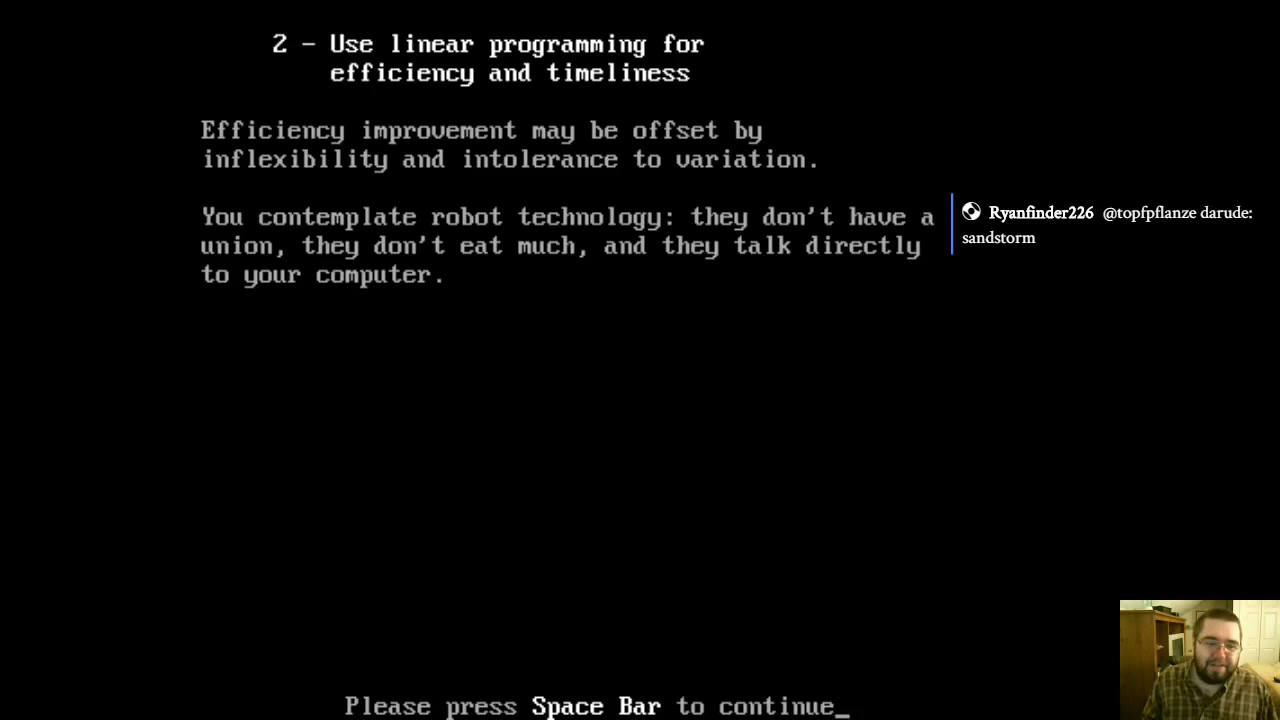 2 - Use linear programming for
efficiency and timeliness
Efficiency improvement may be offset by
inflexibility and intolerance to variation.
You contemplate robot technology: they don't have a
union, they don't eat much, and they talk directly
to your computer.
Ryanfinder226 @topfpflanze darude:
sandstorm
Please press Space Bar to continue_